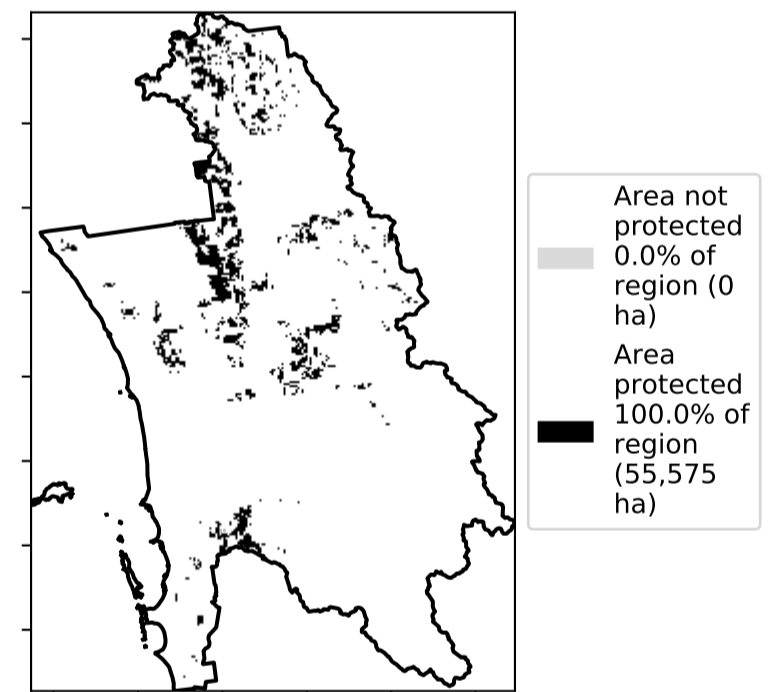 Area not
protected
0.0% of
region (0
ha)
Area
protected
100.0% of
region
(55,575
ha)